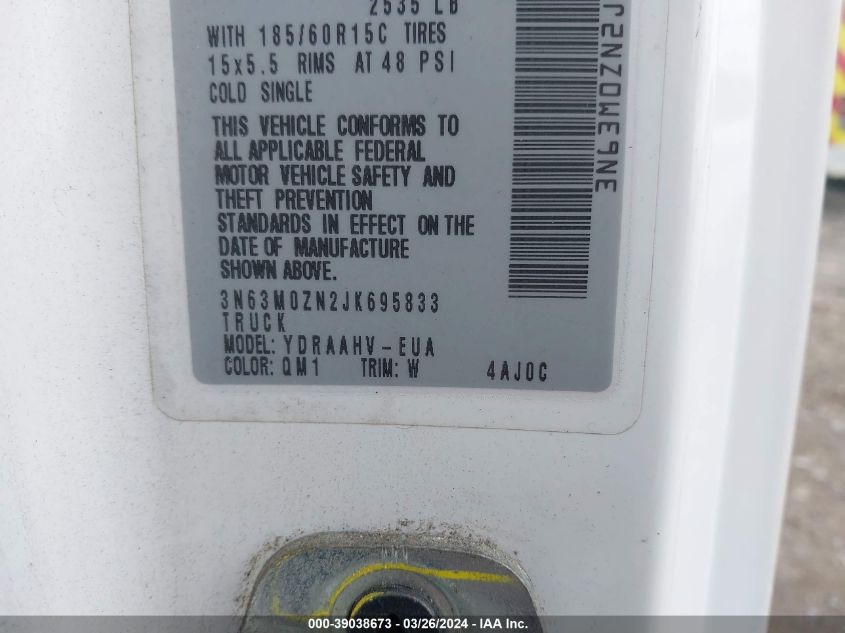 2535 LB
WITH 185/60R15C TIRES
15x5.5 RIMS AT 48 PSI
COLD SINGLE
THIS VEHICLE CONFORMS TO
ALL APPLICABLE FEDERAL
MOTOR VEHICLE SAFETY AND
THEFT PREVENTION
STANDARDS IN EFFECT ON THE
DATE OF MANUFACTURE
SHOWN ABOVE.
3N63M0ZN2JK695833
TRUCK
MODEL: YDRAAHV-EUA
COLOR: QM1 TRIM: W 4AJ0C
3N63M0ZN2J
000-39038673 - 03/26/2024 - IAA Inc.